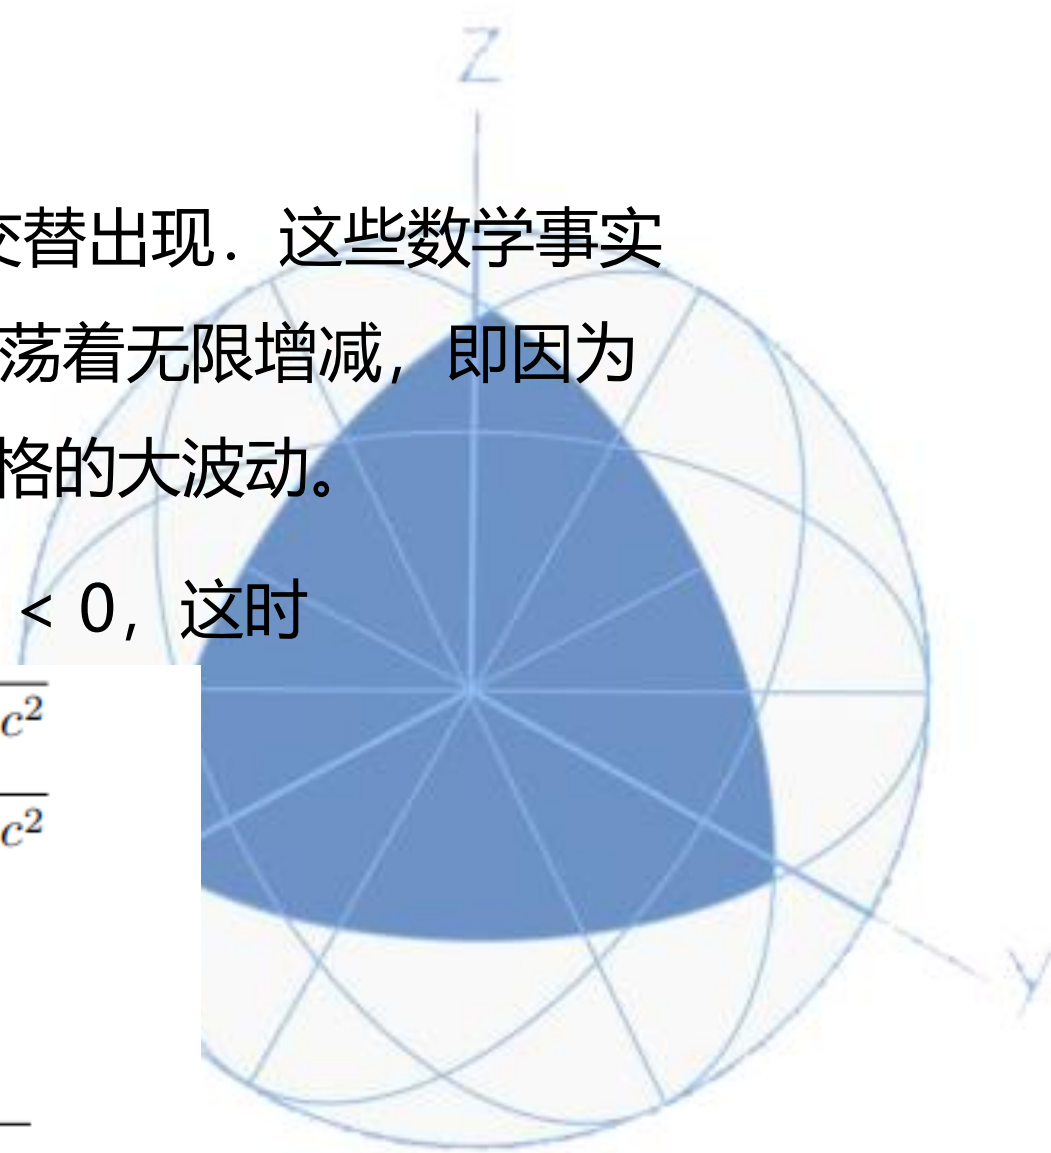 Z
交替出现. 这些数学事实
荡着无限增减, 即因为
格的大波动。
< 0, 这时
c²
c²
y